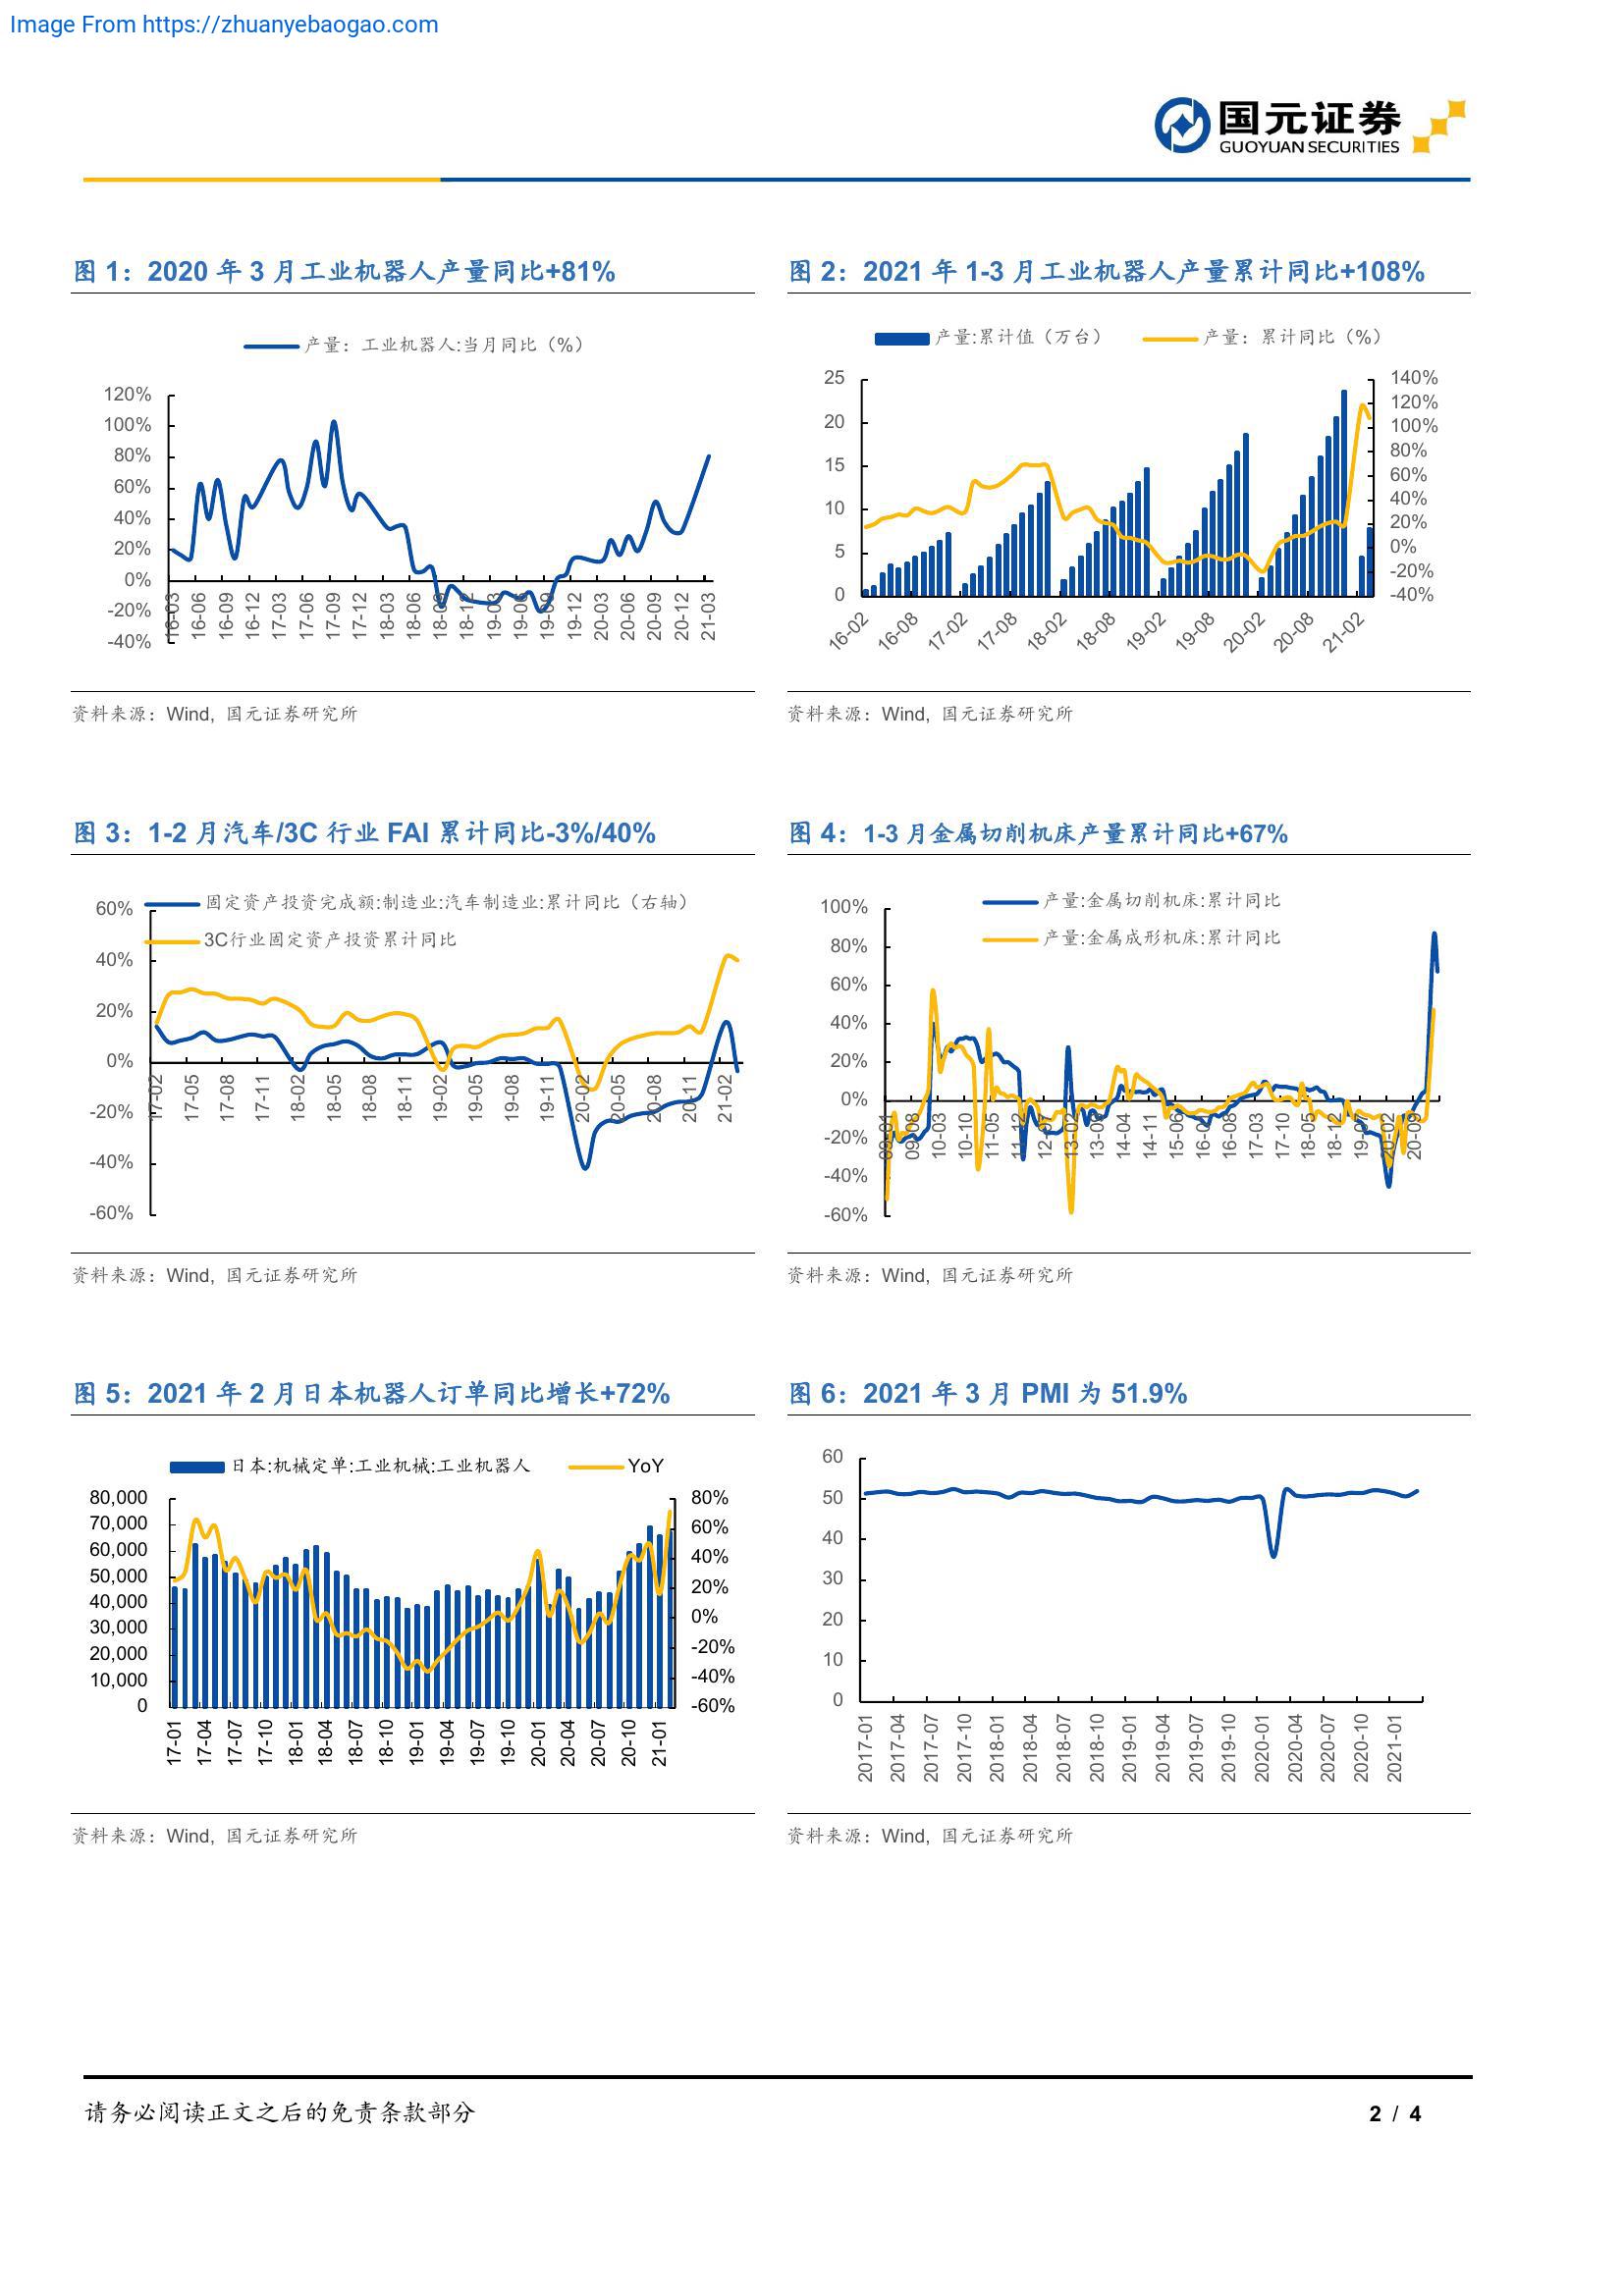 Image From https://zhuanyebaogao.com
国元证券
GUOYUAN SECURITIES
图 1：2020 年 3 月工业机器人产量同比+81%
产量：工业机器人:当月同比（%）
120%
100%
80%
60%
40%
20%
0%
-20%
-40%
16-03 16-06 16-09 16-12 17-03 17-06 17-09 17-12 18-03 18-06 18-09 18-12 19-03 19-06 19-09 19-12 20-03 20-06 20-09 20-12 21-03
资料来源：Wind, 国元证券研究所
图 2：2021 年 1-3 月工业机器人产量累计同比+108%
产量:累计值（万台） 产量：累计同比（%）
25
20
15
10
5
0
140%
120%
100%
80%
60%
40%
20%
0%
-20%
-40%
16-02 16-08 17-02 17-08 18-02 18-08 19-02 19-08 20-02 20-08 21-02
资料来源：Wind, 国元证券研究所
图 3：1-2 月汽车/3C 行业 FAI 累计同比-3%/40%
固定资产投资完成额:制造业:汽车制造业:累计同比（右轴）
3C行业固定资产投资累计同比
60%
40%
20%
0%
-20%
-40%
-60%
17-02 17-05 17-08 17-11 18-02 18-05 18-08 18-11 19-02 19-05 19-08 19-11 20-02 20-05 20-08 20-11 21-02
资料来源：Wind, 国元证券研究所
图 4：1-3 月金属切削机床产量累计同比+67%
产量:金属切削机床:累计同比
产量:金属成形机床:累计同比
100%
80%
60%
40%
20%
0%
-20%
-40%
-60%
09-01 09-08 10-03 10-10 11-05 11-12 12-07 13-02 13-09 14-04 14-11 15-06 16-01 16-08 17-03 17-10 18-05 18-12 19-07 20-02 20-09
资料来源：Wind, 国元证券研究所
图 5：2021 年 2 月日本机器人订单同比增长+72%
日本:机械定单:工业机械:工业机器人 YoY
80,000
70,000
60,000
50,000
40,000
30,000
20,000
10,000
0
80%
60%
40%
20%
0%
-20%
-40%
-60%
17-01 17-04 17-07 17-10 18-01 18-04 18-07 18-10 19-01 19-04 19-07 19-10 20-01 20-04 20-07 20-10 21-01
资料来源：Wind, 国元证券研究所
图 6：2021 年 3 月 PMI 为 51.9%
60
50
40
30
20
10
0
2017-01 2017-04 2017-07 2017-10 2018-01 2018-04 2018-07 2018-10 2019-01 2019-04 2019-07 2019-10 2020-01 2020-04 2020-07 2020-10 2021-01
资料来源：Wind, 国元证券研究所
请务必阅读正文之后的免责条款部分
2 / 4